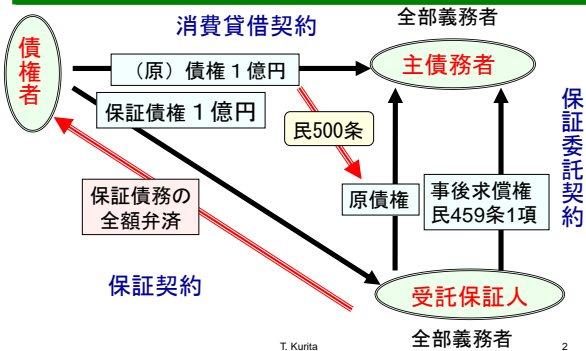 消費貸借契約
全部義務者
債権者
（原）債権１億円
主債務者
保証債権１億円
民500条
保証委託契約
保証債務の
全額弁済
原債権
事後求償権
民459条1項
保証契約
受託保証人
T. Kurita
全部義務者
2